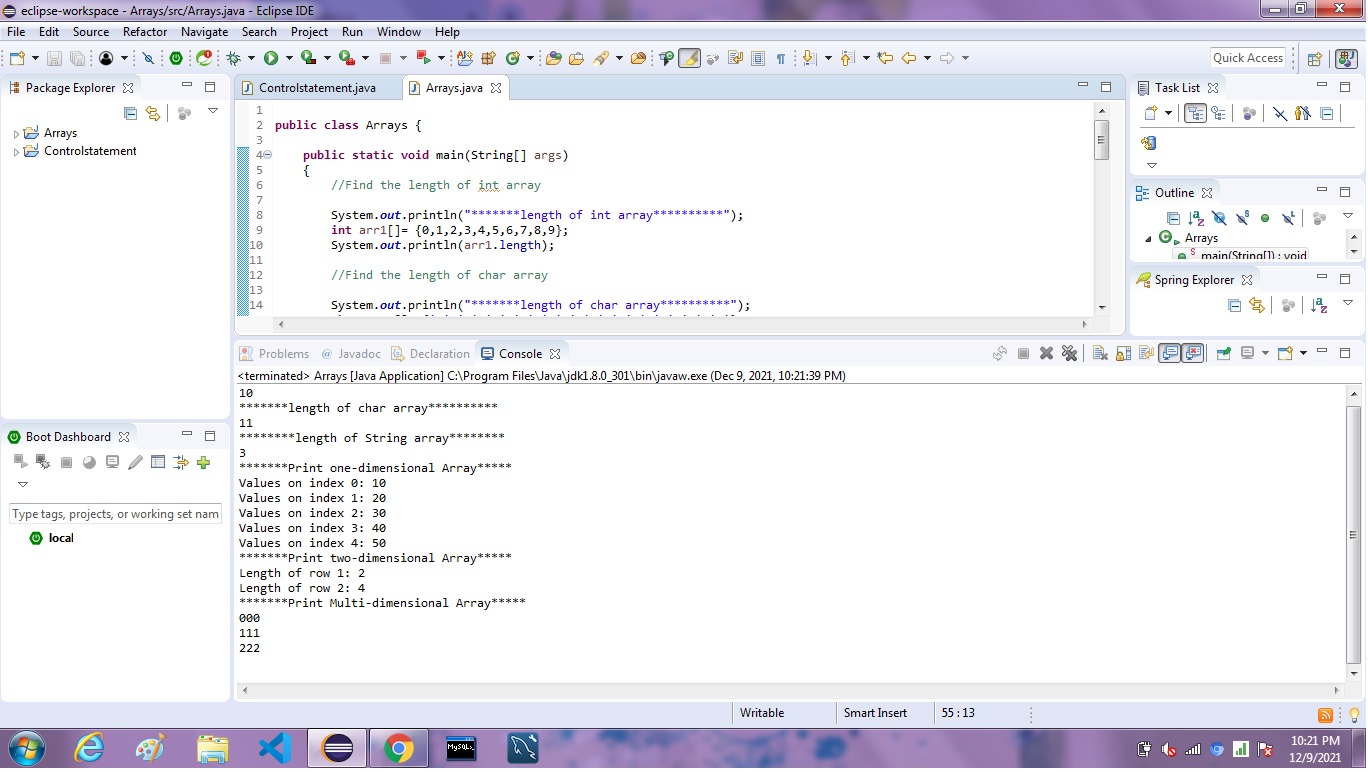 eclipse-workspace - Arrays/src/Arrays.java - Eclipse IDE
File Edit Source Refactor Navigate Search Project Run Window Help
Quick Access
Package Explorer
Arrays
Controlstatement
Controlstatement.java
Arrays.java
1
2 public class Arrays {
3
4 public static void main(String[] args)
5 {
6 //Find the length of int array
7
8 System.out.println("*******length of int array**********");
9 int arr1[]= {0,1,2,3,4,5,6,7,8,9};
10 System.out.println(arr1.length);
11
12 //Find the length of char array
13
14 System.out.println("*******length of char array**********");
Task List
Outline
Arrays
main(String[]) : void
Spring Explorer
Problems
@ Javadoc
Declaration
Console
<terminated> Arrays [Java Application] C:\Program Files\Java\jdk1.8.0_301\bin\javaw.exe (Dec 9, 2021, 10:21:39 PM)
10
*******length of char array**********
11
********length of String array********
3
*******Print one-dimensional Array*****
Values on index 0: 10
Values on index 1: 20
Values on index 2: 30
Values on index 3: 40
Values on index 4: 50
*******Print two-dimensional Array*****
Length of row 1: 2
Length of row 2: 4
*******Print Multi-dimensional Array*****
000
111
222
Boot Dashboard
Type tags, projects, or working set nam
local
Writable
Smart Insert
55 : 13
MySQL
10:21 PM
12/9/2021